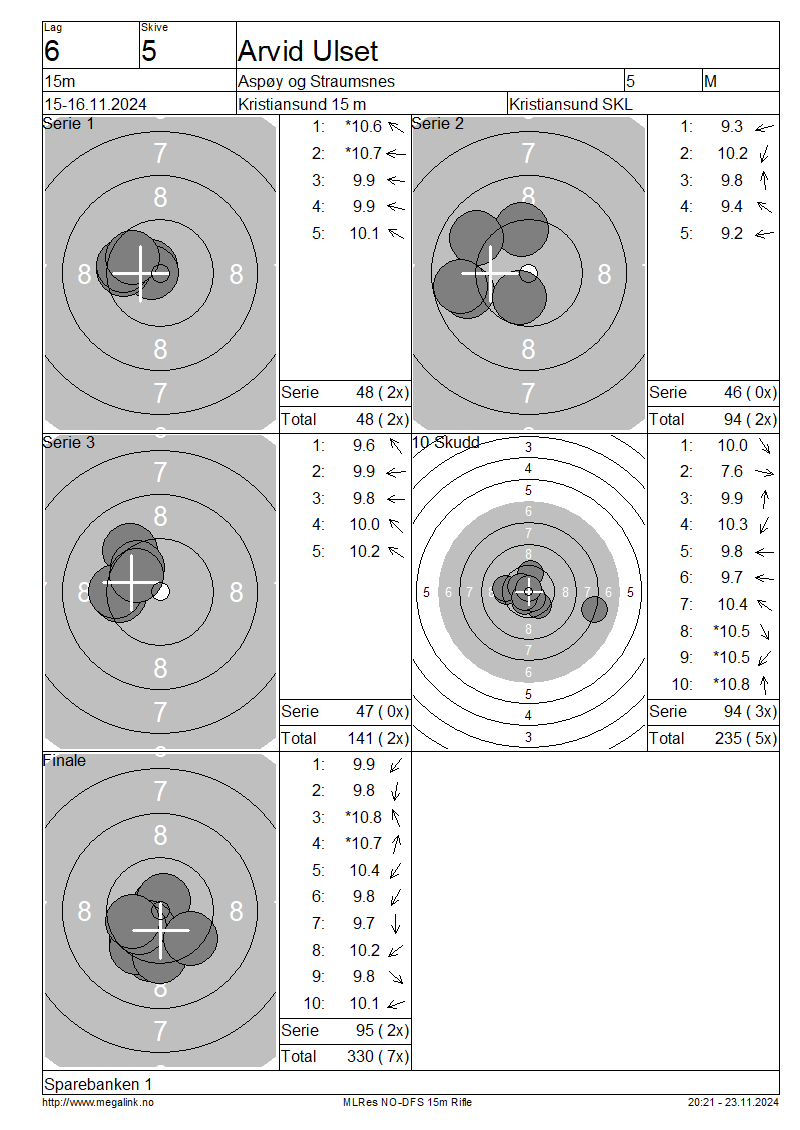 Lag
Skive
6
5
Arvid Ulset
15m
Aspøy og Straumsnes
5
M
15-16.11.2024
Kristiansund 15 m
Kristiansund SKL
Serie 1
7
8
8
8
8
7
1: *10.6
2: *10.7
3: 9.9
4: 9.9
5: 10.1
Serie 48 ( 2x)
Total 48 ( 2x)
Serie 2
7
8
8
8
7
1: 9.3
2: 10.2
3: 9.8
4: 9.4
5: 9.2
Serie 46 ( 0x)
Total 94 ( 2x)
Serie 3
7
8
8
8
8
7
1: 9.6
2: 9.9
3: 9.8
4: 10.0
5: 10.2
Serie 47 ( 0x)
Total 141 ( 2x)
10 Skudd
3
4
5
6
7
8
5 6 7 8 8 7 6 5
8
7
6
5
4
3
1: 10.0
2: 7.6
3: 9.9
4: 10.3
5: 9.8
6: 9.7
7: 10.4
8: *10.5
9: *10.5
10: *10.8
Serie 94 ( 3x)
Total 235 ( 5x)
Finale
7
8
8
8
8
7
1: 9.9
2: 9.8
3: *10.8
4: *10.7
5: 10.4
6: 9.8
7: 9.7
8: 10.2
9: 9.8
10: 10.1
Serie 95 ( 2x)
Total 330 ( 7x)
Sparebanken 1
http://www.megalink.no
MLRes NO-DFS 15m Rifle
20:21 - 23.11.2024